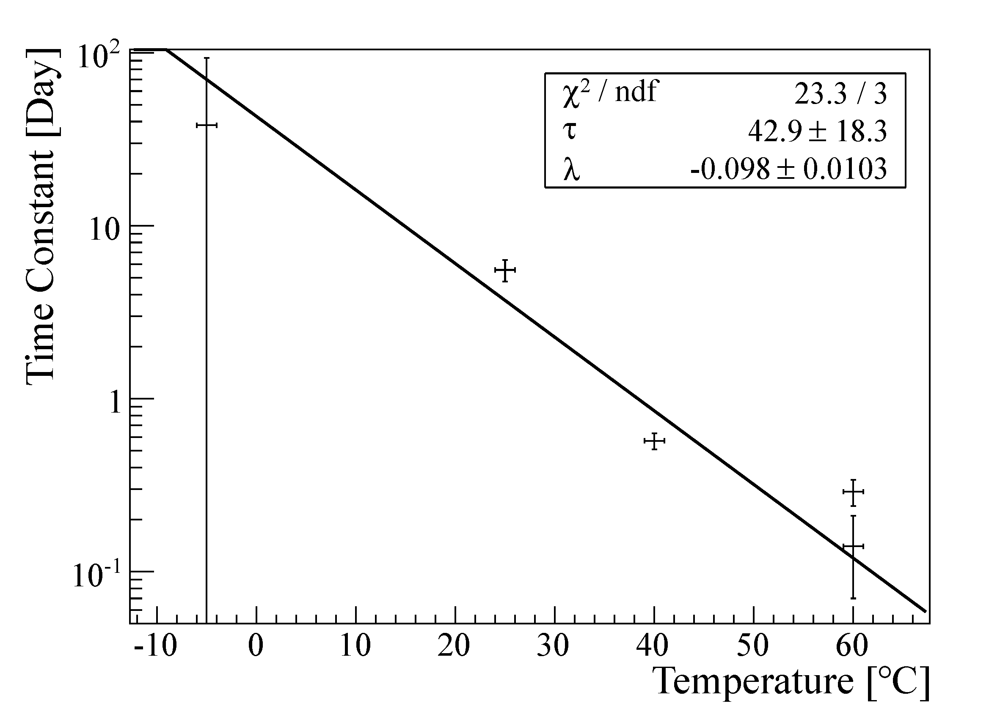 Time Constant [Day]
10²
10
1
10⁻¹
χ² / ndf 23.3 / 3
τ 42.9 ± 18.3
λ -0.098 ± 0.0103
-10 0 10 20 30 40 50 60
Temperature [°C]